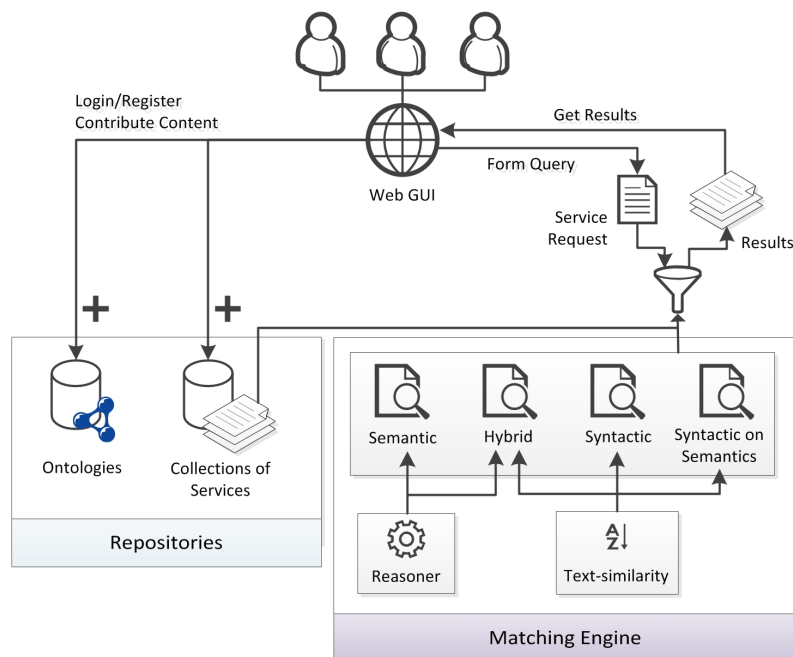 Login/Register
Contribute Content
Get Results
Form Query
Web GUI
Service
Request
Results
Semantic
Hybrid
Syntactic
Syntactic on
Semantics
Ontologies
Collections of
Services
Repositories
Reasoner
A
Z
Text-similarity
Matching Engine